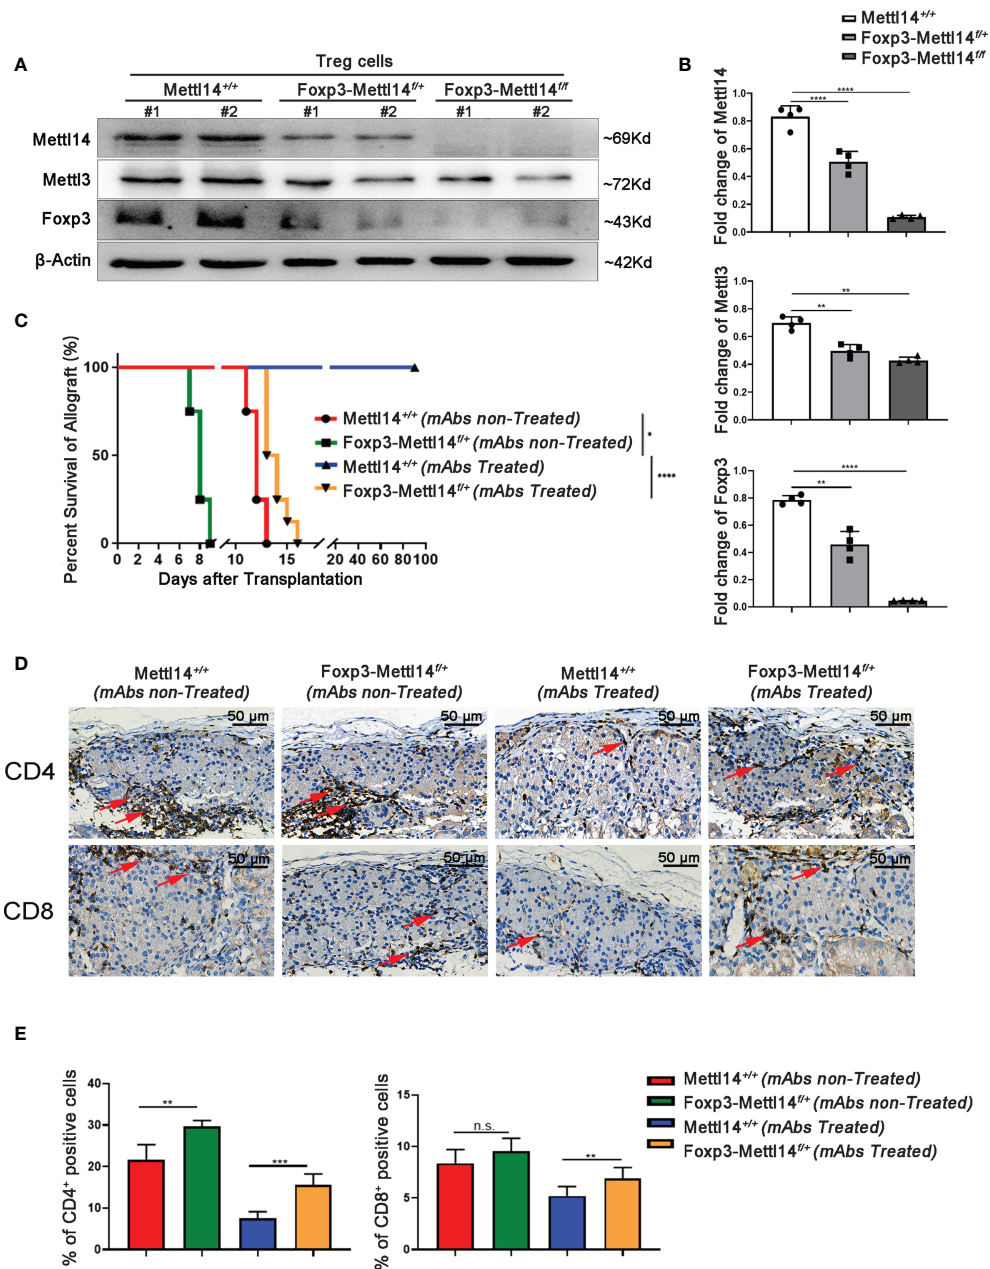 Mettl14+/+
Foxp3-Mettl14f/+
Foxp3-Mettl14f/f
A
Treg cells
Mettl14+/+ Foxp3-Mettl14f/+ Foxp3-Mettl14f/f
#1 #2 #1 #2 #1 #2
Mettl14 ~69Kd
Mettl3 ~72Kd
Foxp3 ~43Kd
β-Actin ~42Kd
B
Fold change of Mettl14
1.0
0.8
0.6
0.4
0.2
0.0
****
****
Fold change of Mettl3
1.0
0.8
0.6
0.4
0.2
0.0
**
**
Fold change of Foxp3
1.0
0.8
0.6
0.4
0.2
0.0
****
**
C
Percent Survival of Allograft (%)
100
50
0
0 2 4 6 8 10 15 20 40 60 80 100
Days after Transplantation
Mettl14+/+ (mAbs non-Treated)
Foxp3-Mettl14f/+ (mAbs non-Treated)
Mettl14+/+ (mAbs Treated)
Foxp3-Mettl14f/+ (mAbs Treated)
*
****
D
Mettl14+/+ Foxp3-Mettl14f/+ Mettl14+/+ Foxp3-Mettl14f/+
(mAbs non-Treated) (mAbs non-Treated) (mAbs Treated) (mAbs Treated)
50 µm 50 µm 50 µm 50 µm
CD4
50 µm 50 µm 50 µm 50 µm
CD8
E
% of CD4+ positive cells
40
30
20
10
0
**
***
% of CD8+ positive cells
15
10
5
0
n.s.
**
Mettl14+/+ (mAbs non-Treated)
Foxp3-Mettl14f/+ (mAbs non-Treated)
Mettl14+/+ (mAbs Treated)
Foxp3-Mettl14f/+ (mAbs Treated)